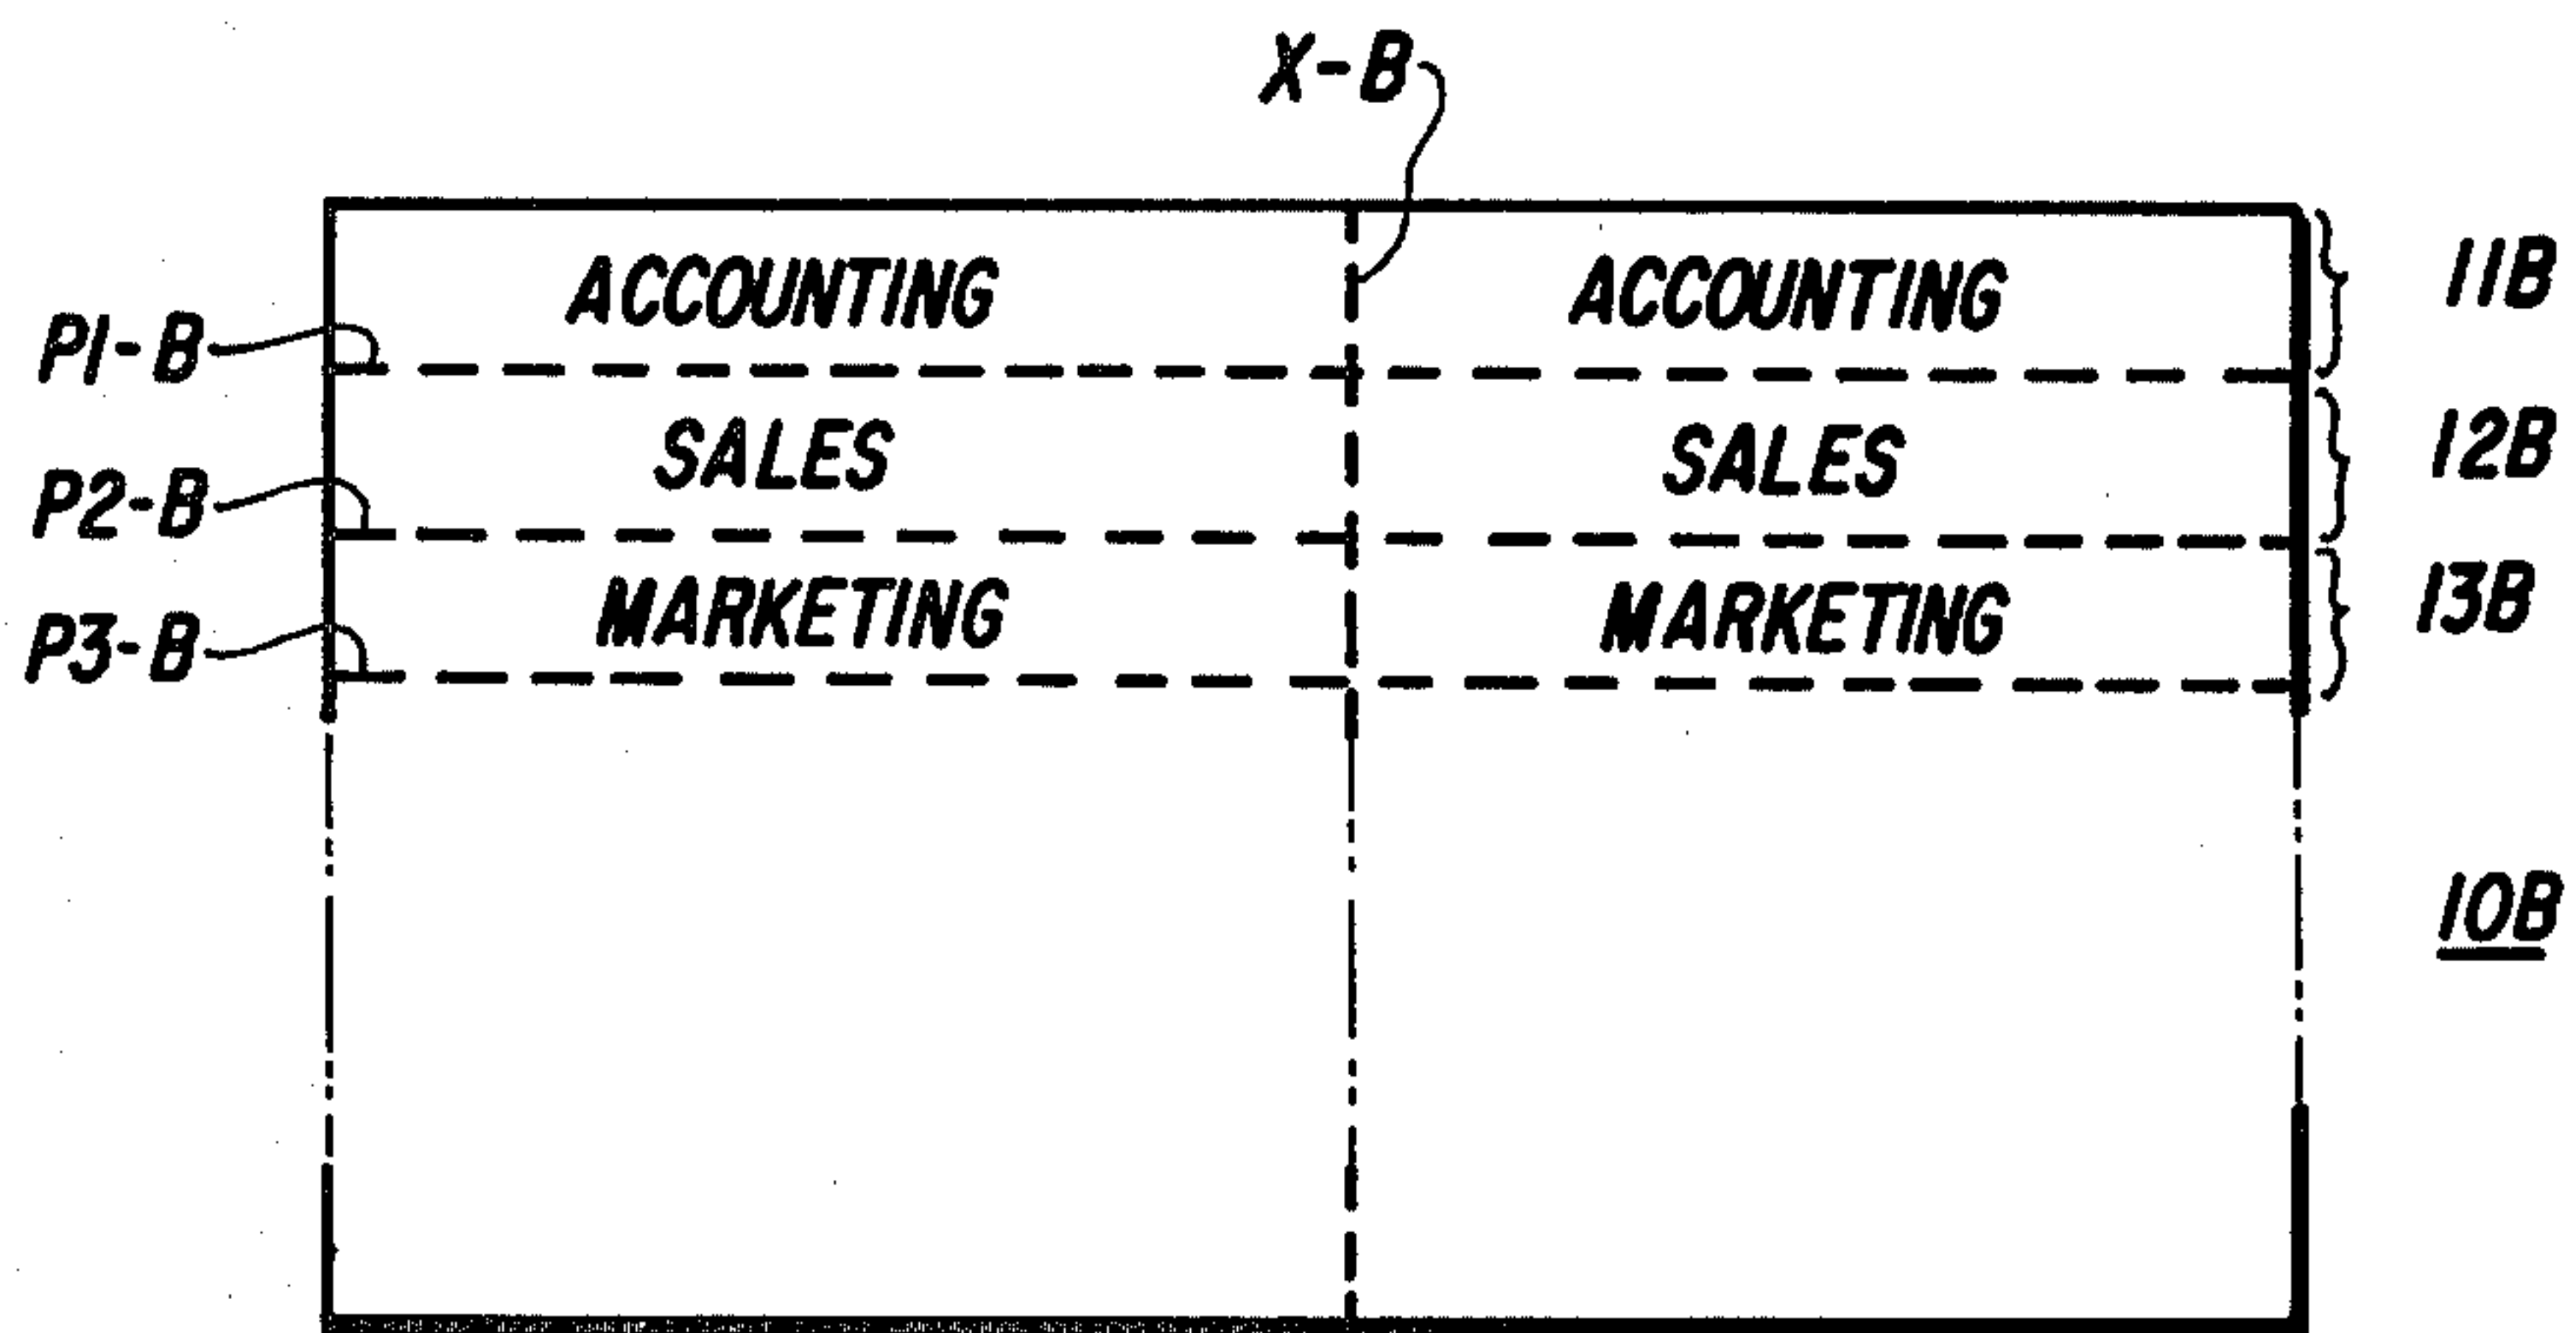 X-B
ACCOUNTING ACCOUNTING 11B
P1-B
SALES SALES 12B
P2-B
MARKETING MARKETING 13B
P3-B
10B